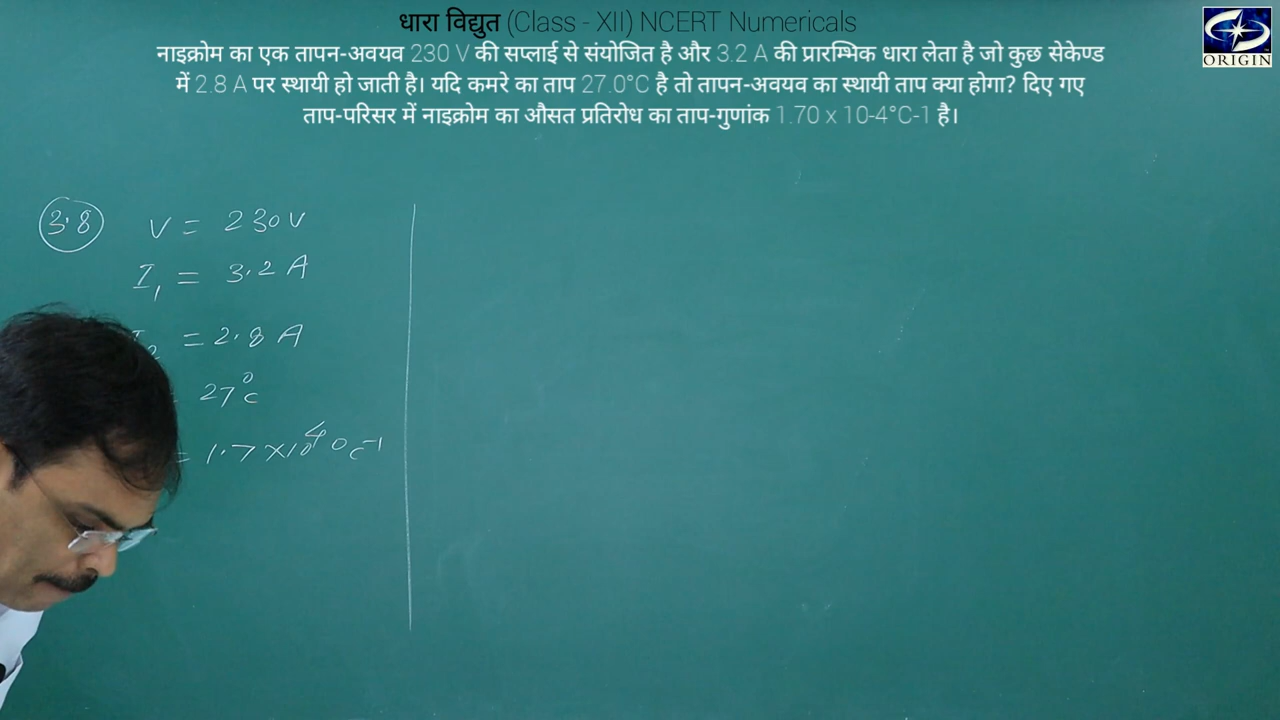 धारा विद्युत (Class - XII) NCERT Numericals
नाइक्रोम का एक तापन-अवयव 230 V की सप्लाई से संयोजित है और 3.2 A की प्रारम्भिक धारा लेता है जो कुछ सेकेण्ड
में 2.8 A पर स्थायी हो जाती है। यदि कमरे का ताप 27.0°C है तो तापन-अवयव का स्थायी ताप क्या होगा? दिए गए
ताप-परिसर में नाइक्रोम का औसत प्रतिरोध का ताप-गुणांक 1.70 x 10-4°C-1 है।
ORIGIN
3.8 V = 230 V
I₁ = 3.2 A
I₂ = 2.8 A
27°C
= 1.7 × 10⁻⁴ °C⁻¹